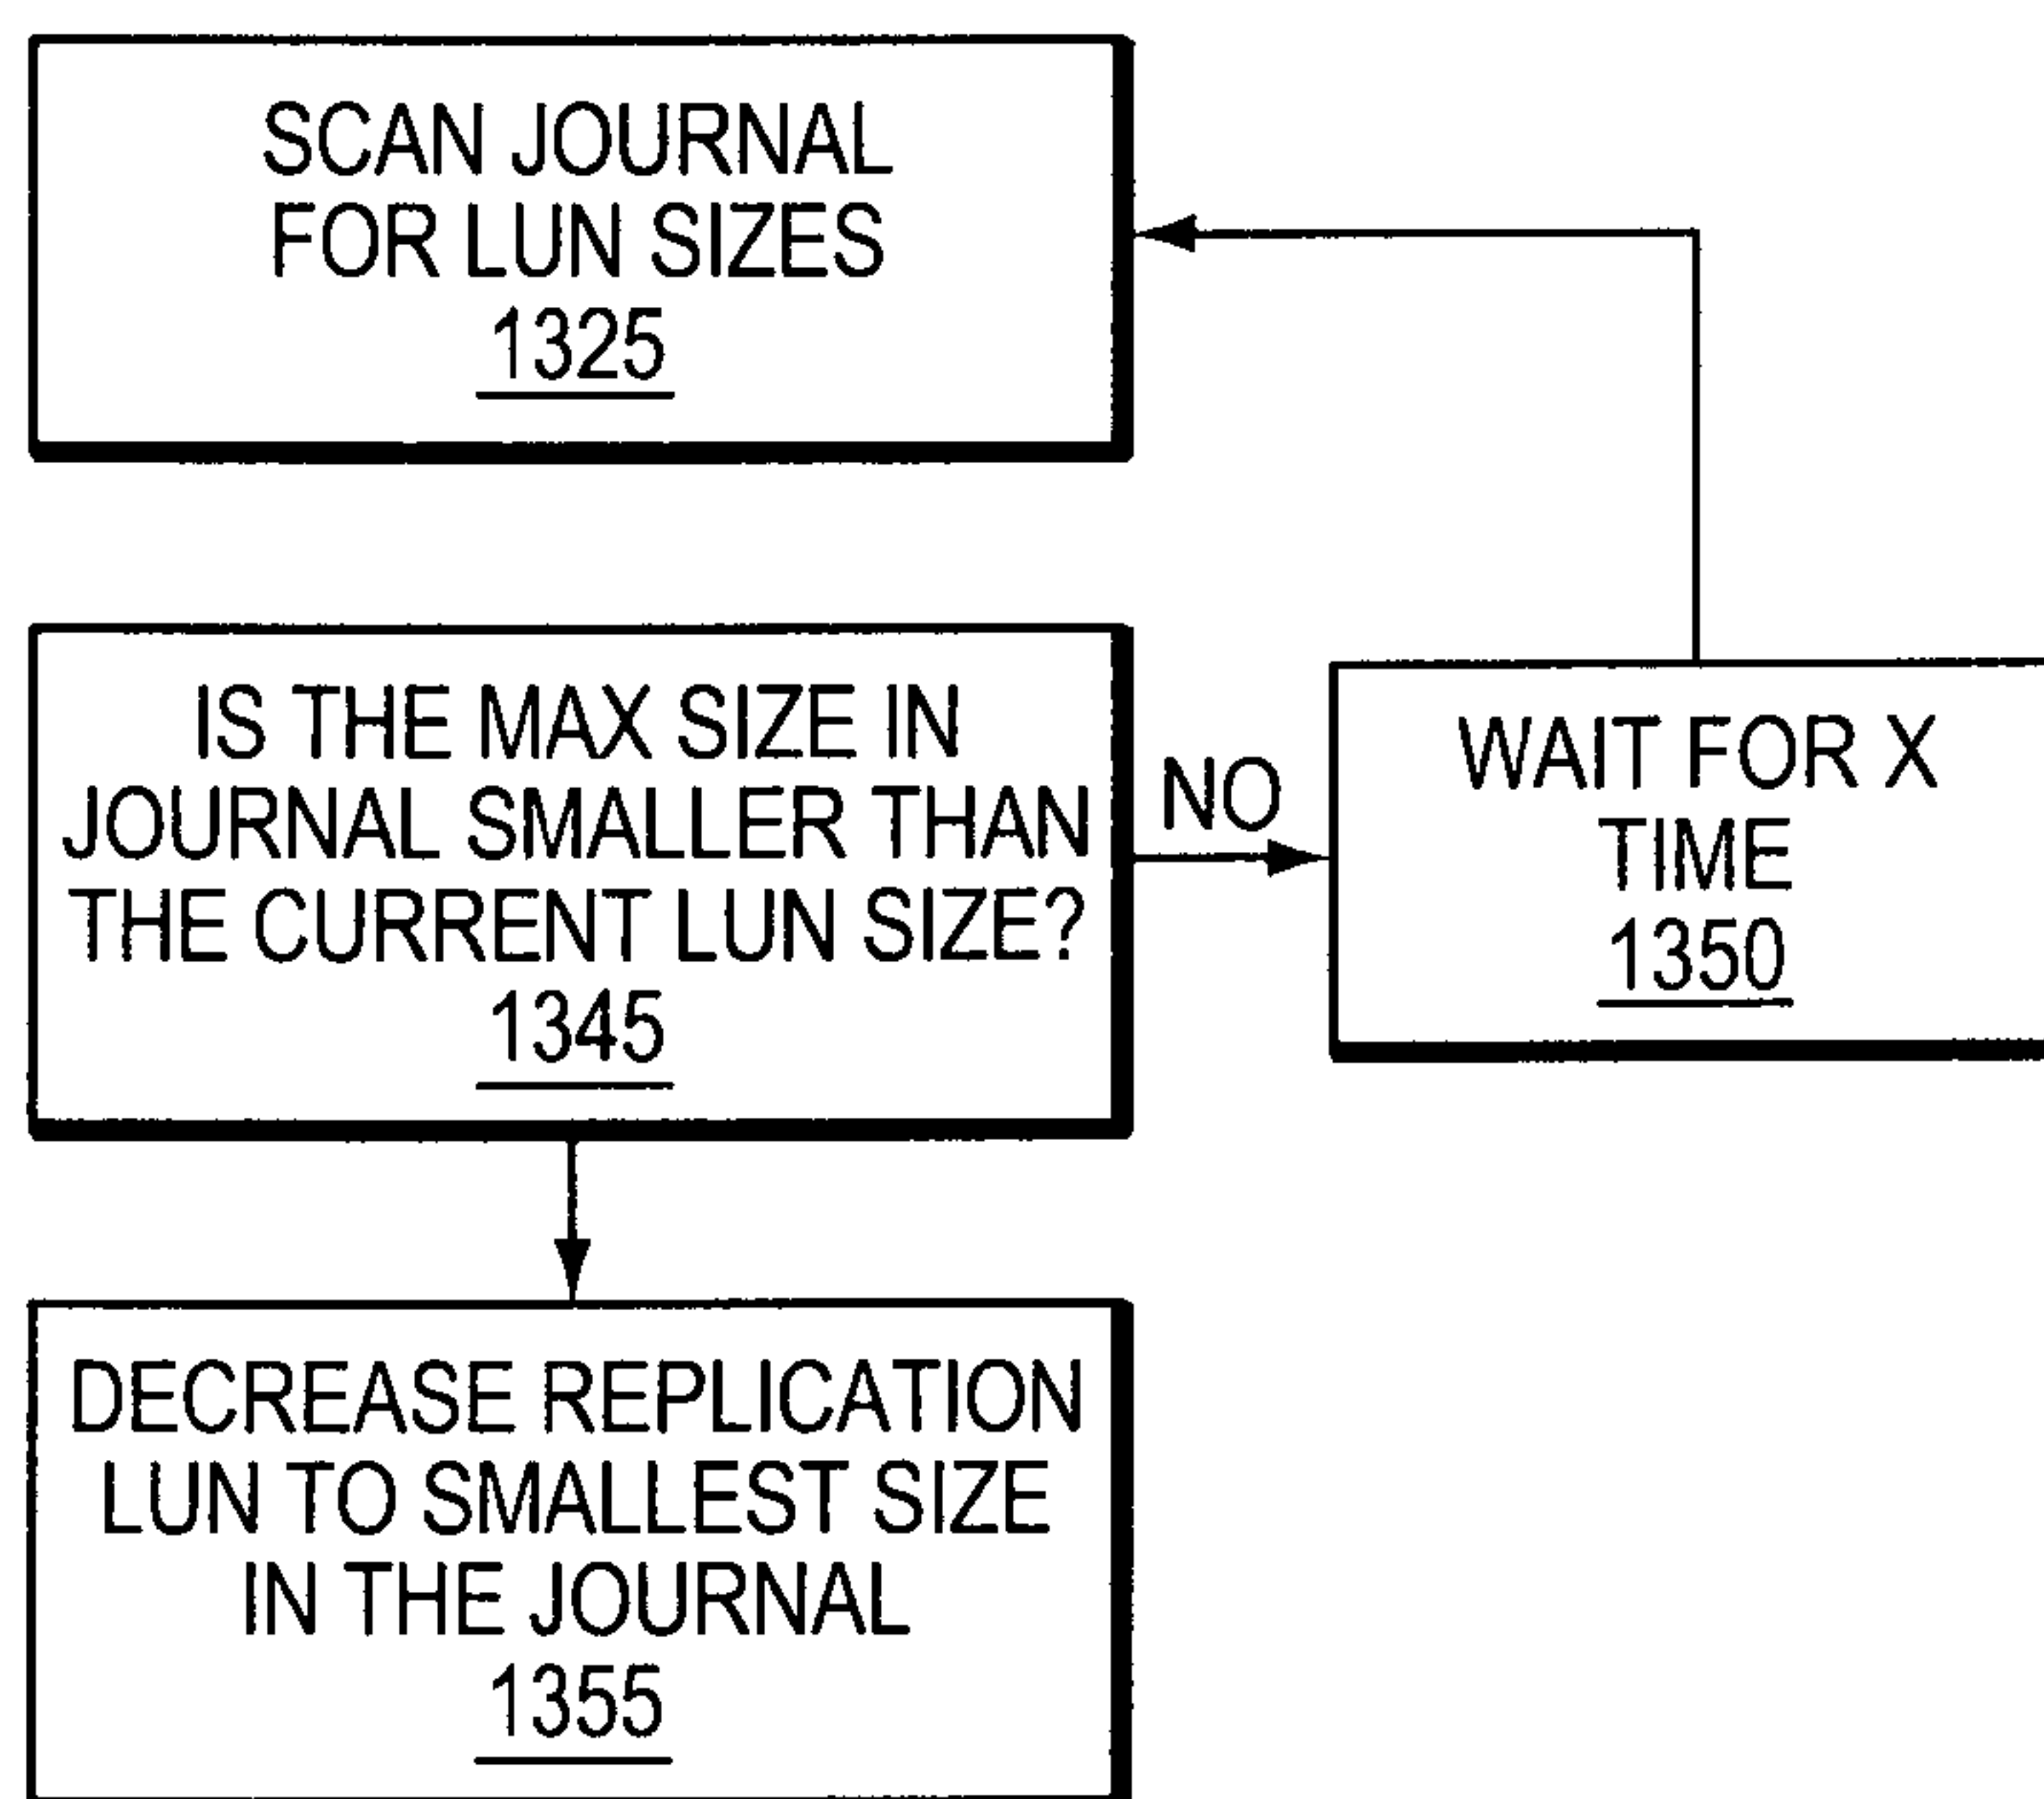 SCAN JOURNAL
FOR LUN SIZES
1325
IS THE MAX SIZE IN
JOURNAL SMALLER THAN
THE CURRENT LUN SIZE?
1345
NO
WAIT FOR X
TIME
1350
DECREASE REPLICATION
LUN TO SMALLEST SIZE
IN THE JOURNAL
1355